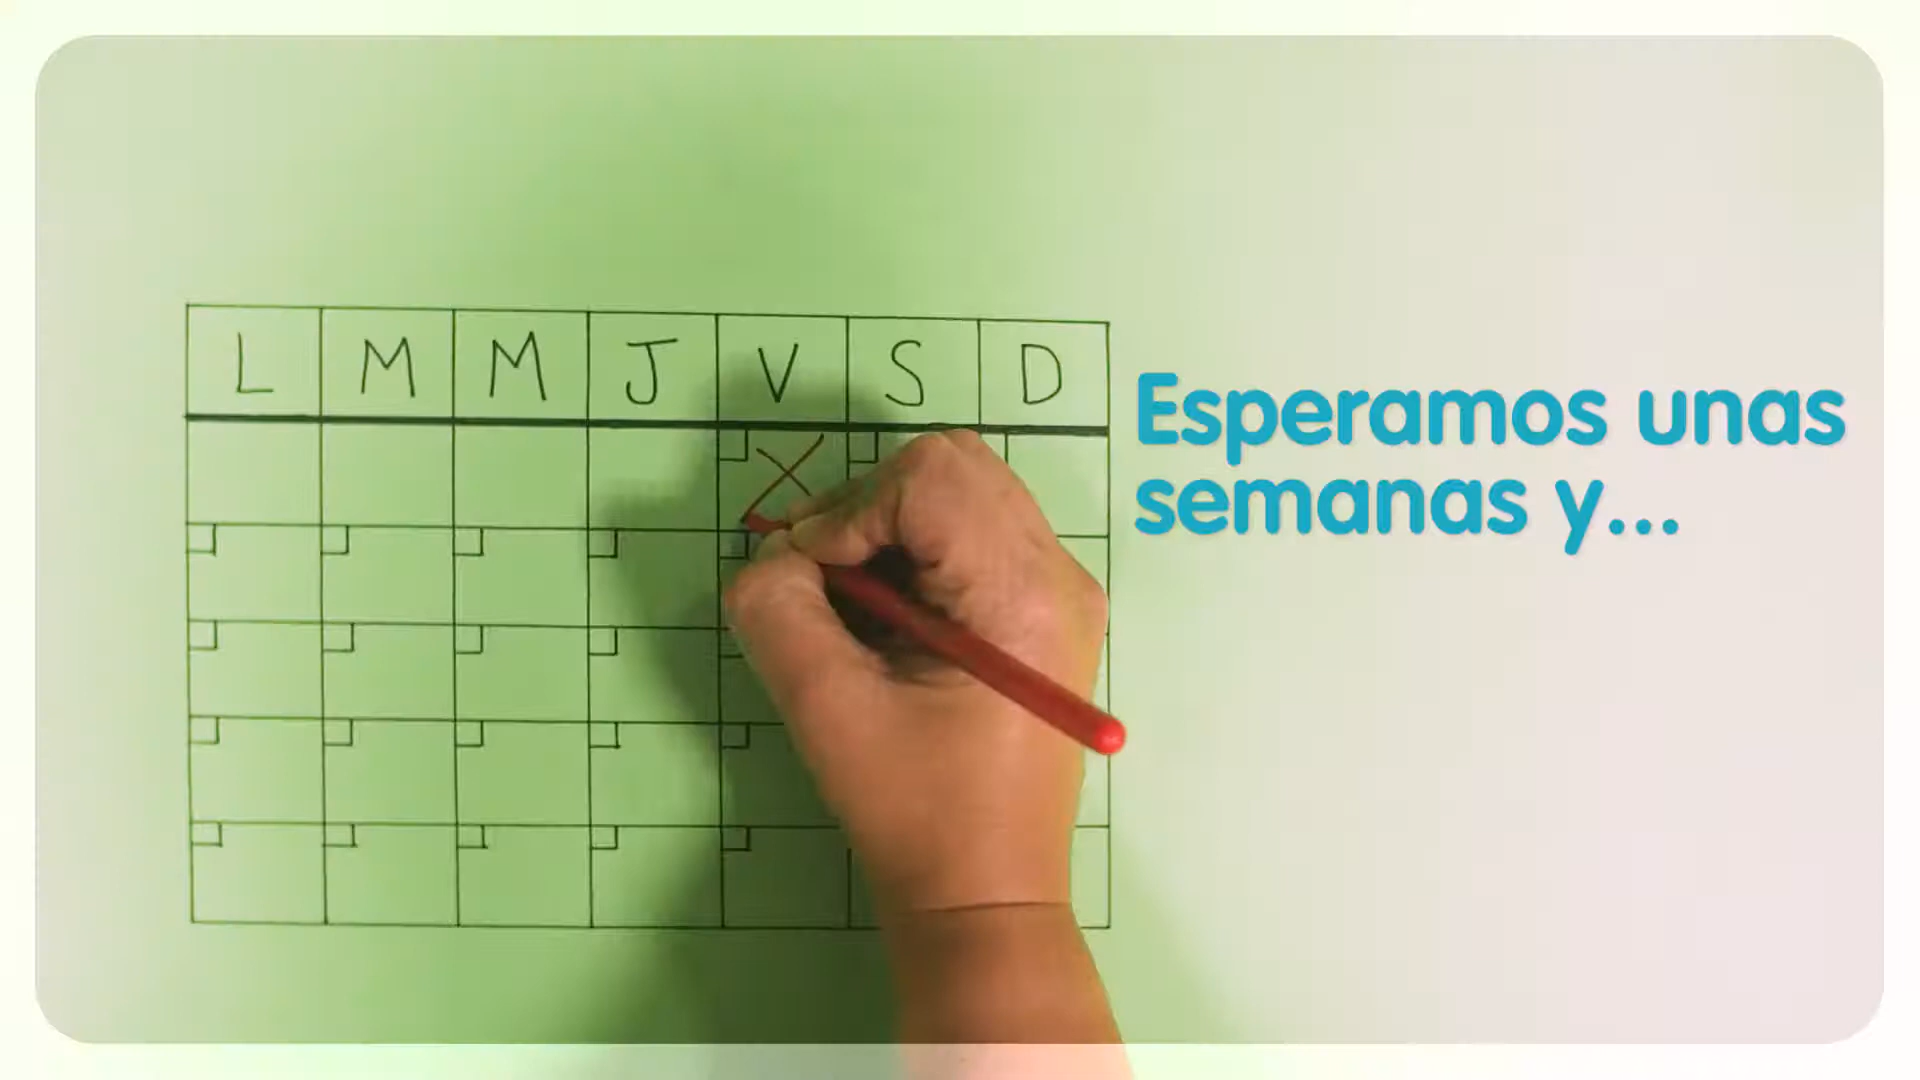 L M M J V S D
Esperamos unas
semanas y...